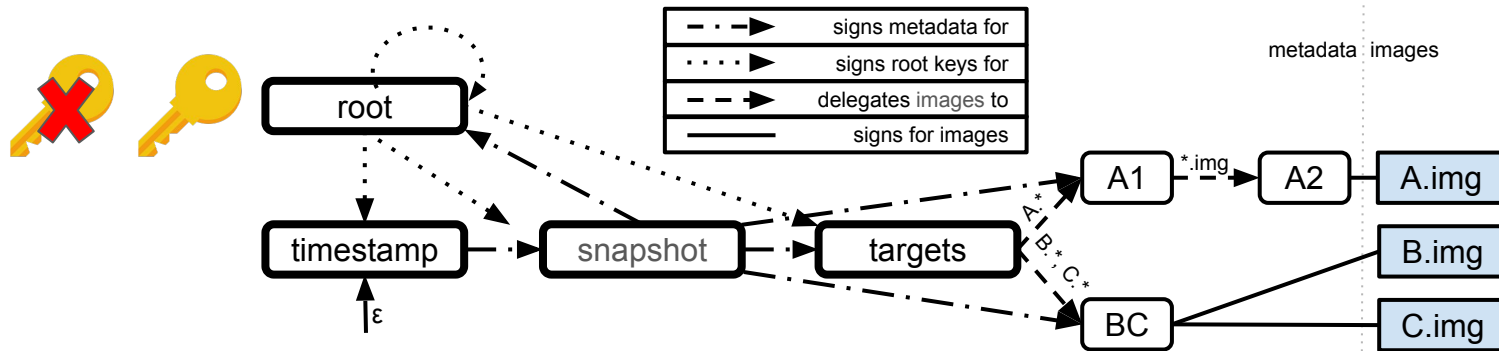 signs metadata for
signs root keys for
delegates images to
signs for images
metadata images
root
A1
*.img
A2
A.img
A.*
timestamp
snapshot
targets
B.*, C.*
B.img
ε
BC
C.img